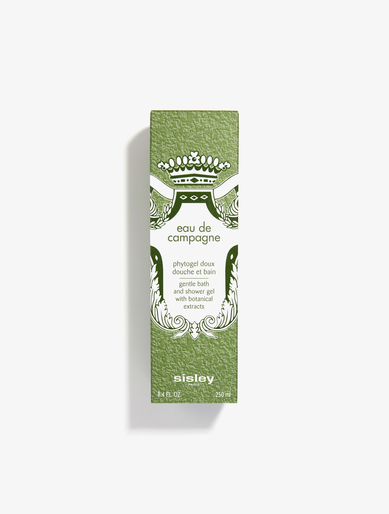 eau de
campagne
phytogel doux
douche et bain
gentle bath
and shower gel
with botanical
extracts
sisley
PARIS
8.4 FL.OZ 250 ml